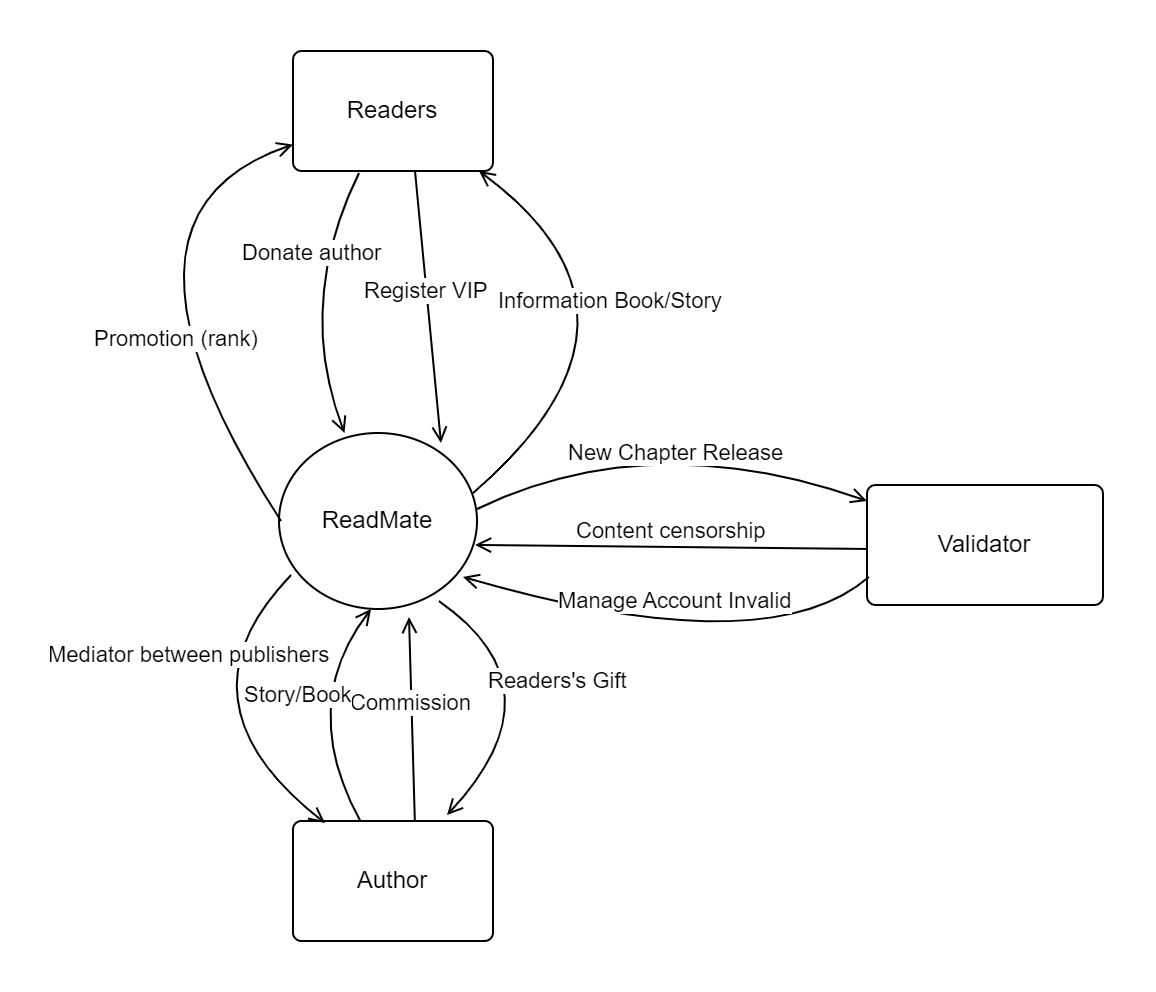 Readers
Donate author
Register VIP
Information Book/Story
Promotion (rank)
New Chapter Release
ReadMate
Content censorship
Validator
Manage Account Invalid
Mediator between publishers
Readers's Gift
Story/Book
Commission
Author